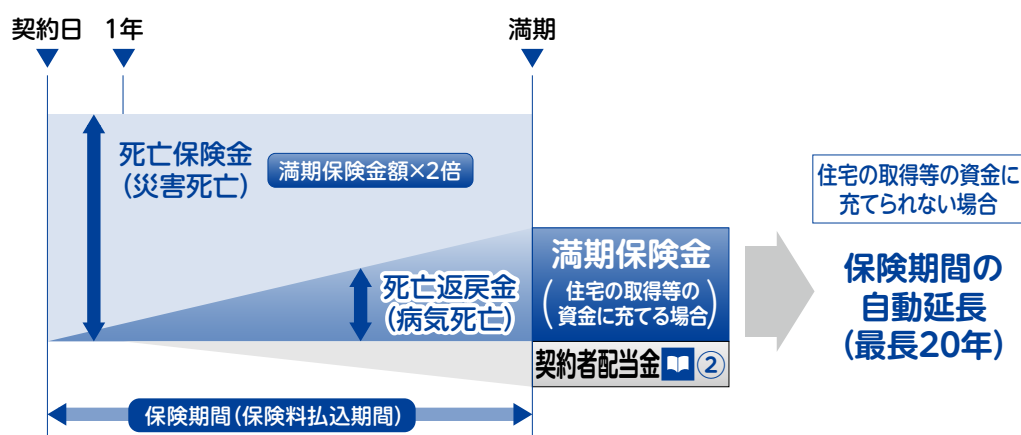 契約日 1年 満期
死亡保険金
(災害死亡)
満期保険金額×2倍
死亡返戻金
(病気死亡)
満期保険金
(住宅の取得等の
資金に充てる場合)
契約者配当金 ②
保険期間(保険料払込期間)
住宅の取得等の資金に
充てられない場合
保険期間の
自動延長
(最長20年)